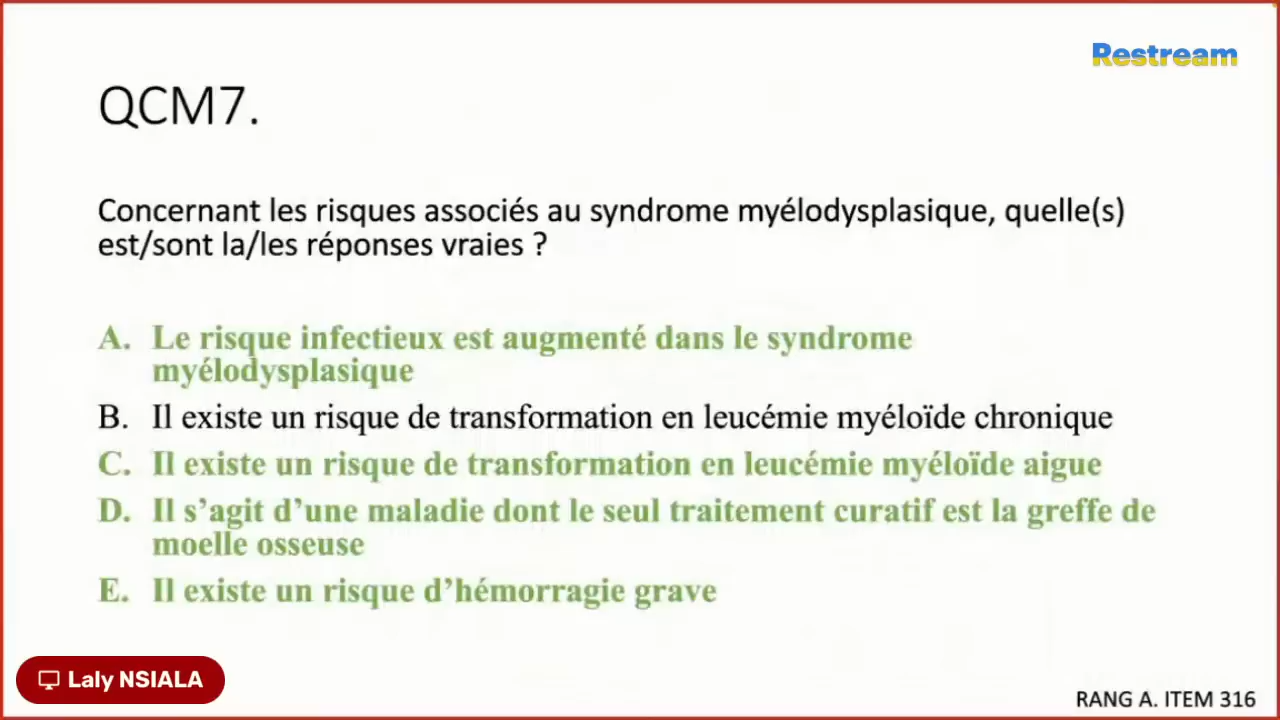 Restream
QCM7.
Concernant les risques associés au syndrome myélodysplasique, quelle(s)
est/sont la/les réponses vraies ?
A. Le risque infectieux est augmenté dans le syndrome
myélodysplasique
B. Il existe un risque de transformation en leucémie myéloïde chronique
C. Il existe un risque de transformation en leucémie myéloïde aigue
D. Il s’agit d’une maladie dont le seul traitement curatif est la greffe de
moelle osseuse
E. Il existe un risque d’hémorragie grave
Laly NSIALA
RANG A. ITEM 316